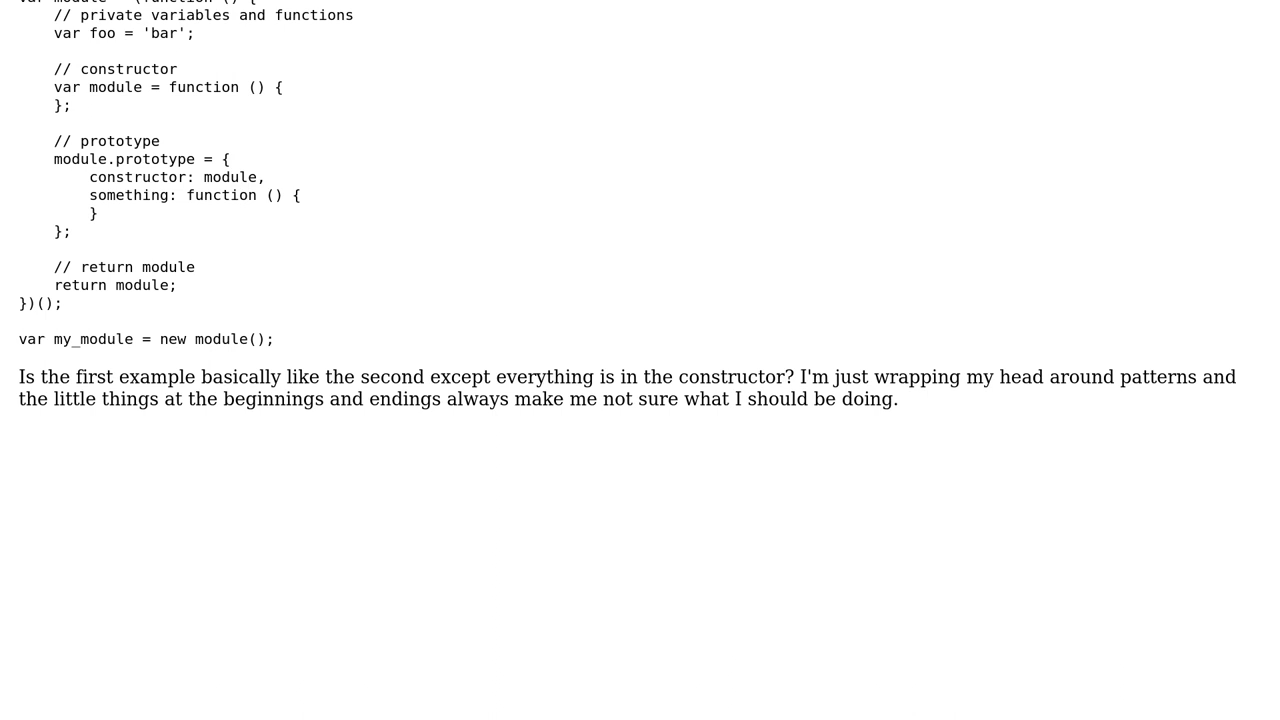 var module = (function () {
    // private variables and functions
    var foo = 'bar';

    // constructor
    var module = function () {
    };

    // prototype
    module.prototype = {
        constructor: module,
        something: function () {
        }
    };

    // return module
    return module;
})();

var my_module = new module();

Is the first example basically like the second except everything is in the constructor? I'm just wrapping my head around patterns and
the little things at the beginnings and endings always make me not sure what I should be doing.